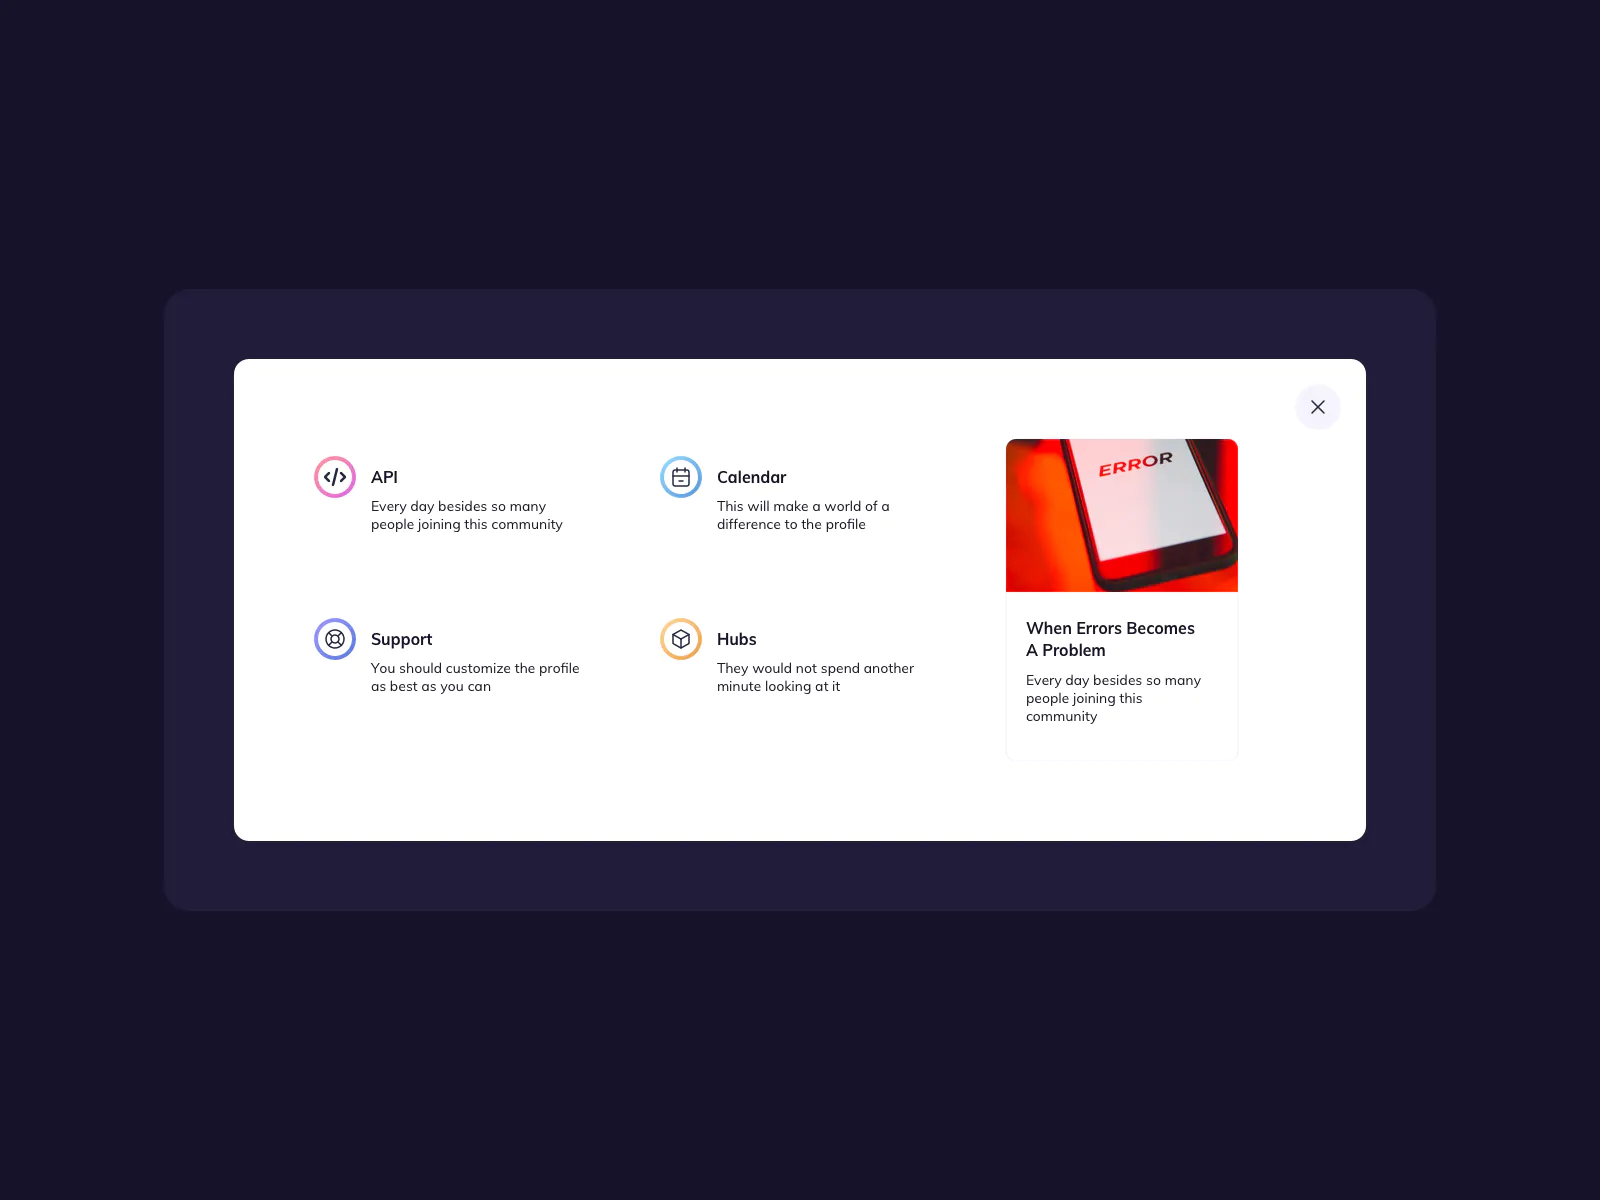 API
Every day besides so many
people joining this community
Calendar
This will make a world of a
difference to the profile
Support
You should customize the profile
as best as you can
Hubs
They would not spend another
minute looking at it
ERROR
When Errors Becomes
A Problem
Every day besides so many
people joining this
community